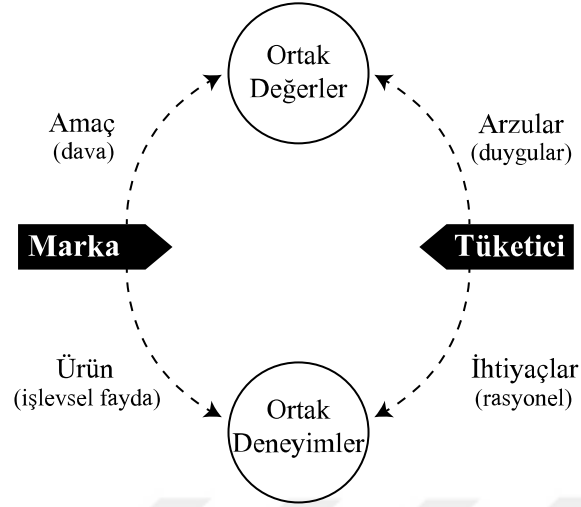 Ortak
Değerler
Amaç
(dava)
Arzular
(duygular)
Marka
Tüketici
Ürün
(işlevsel fayda)
İhtiyaçlar
(rasyonel)
Ortak
Deneyimler